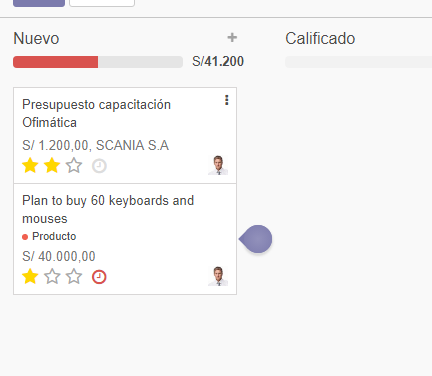 Nuevo
S/41.200
Calificado
Presupuesto capacitación
Ofimática
S/ 1.200,00, SCANIA S.A
Plan to buy 60 keyboards and
mouses
Producto
S/ 40.000,00